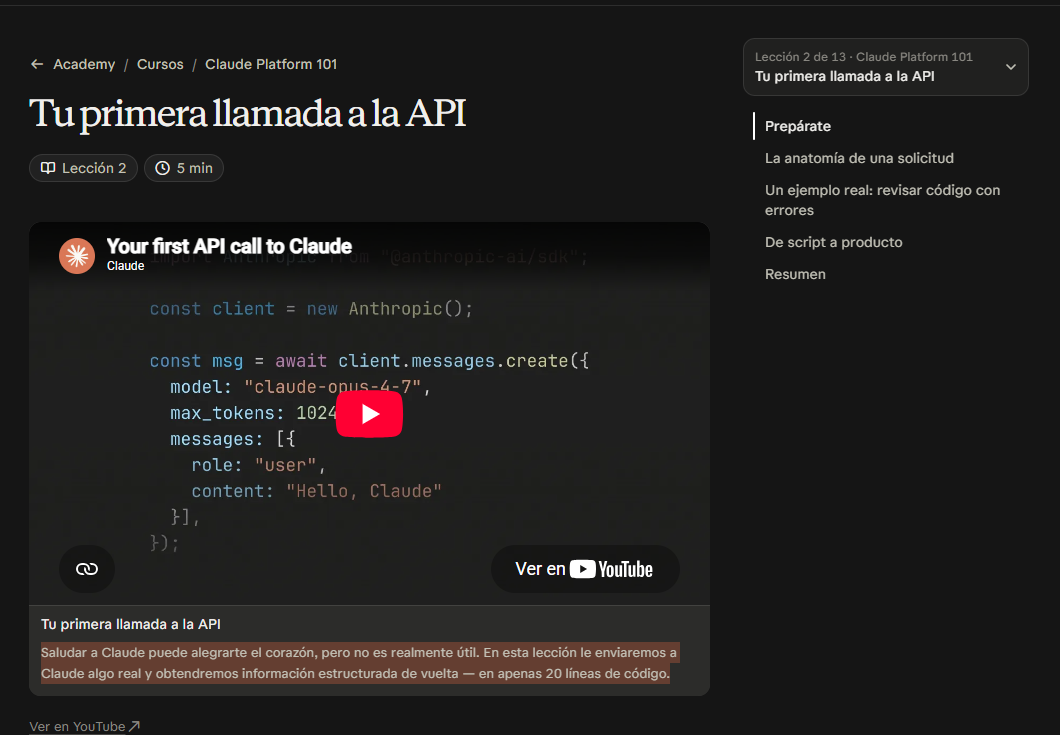 ← Academy / Cursos / Claude Platform 101
Tu primera llamada a la API
Lección 2
5 min
Your first API call to Claude
Claude
import Anthropic from "@anthropic-ai/sdk";
const client = new Anthropic();
const msg = await client.messages.create({
model: "claude-opus-4-7",
max_tokens: 1024
messages: [{
role: "user",
content: "Hello, Claude"
}],
});
Ver en YouTube
Tu primera llamada a la API
Saludar a Claude puede alegrarte el corazón, pero no es realmente útil. En esta lección le enviaremos a
Claude algo real y obtendremos información estructurada de vuelta — en apenas 20 líneas de código.
Ver en YouTube ↗
Lección 2 de 13 · Claude Platform 101
Tu primera llamada a la API
Prepárate
La anatomía de una solicitud
Un ejemplo real: revisar código con
errores
De script a producto
Resumen